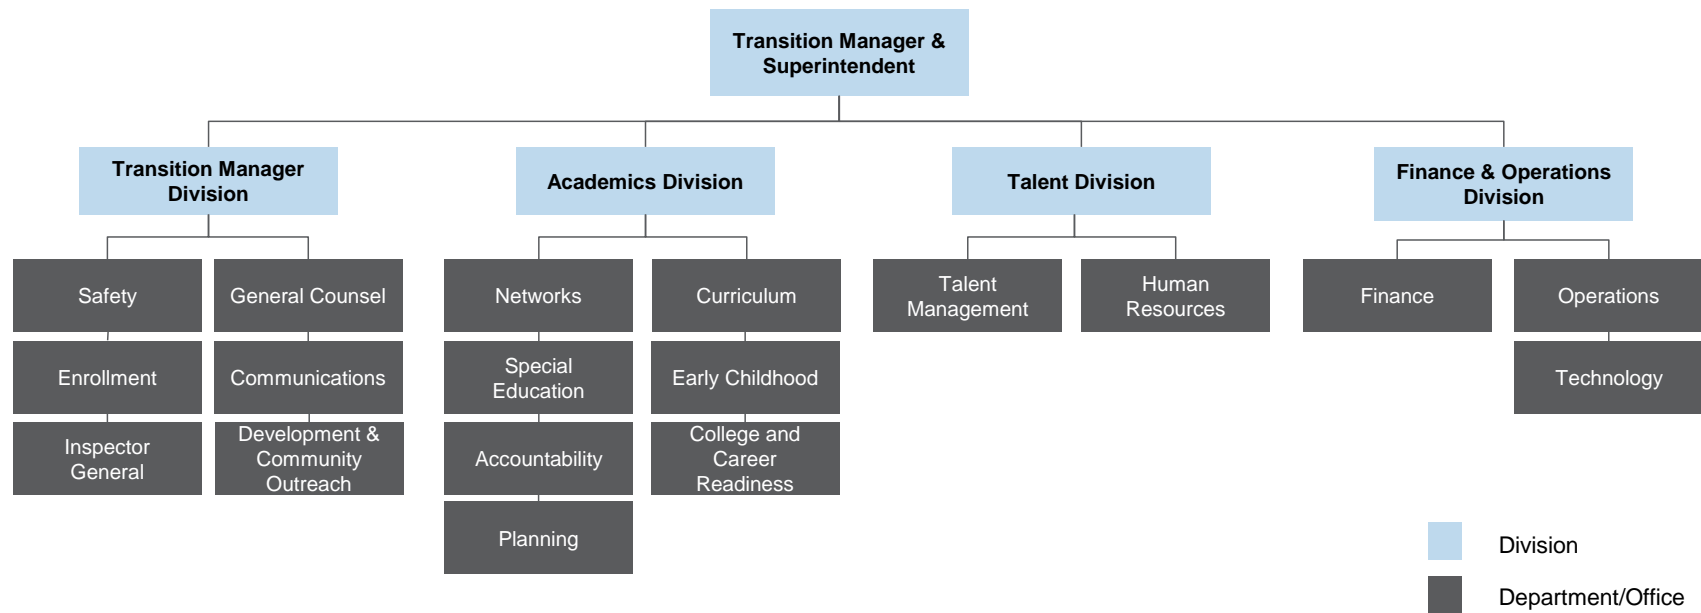 Transition Manager &
Superintendent
Transition Manager
Division
Academics Division
Talent Division
Finance & Operations
Division
Safety
General Counsel
Enrollment
Communications
Inspector
General
Development &
Community
Outreach
Networks
Curriculum
Special
Education
Early Childhood
Accountability
College and
Career
Readiness
Planning
Talent
Management
Human
Resources
Finance
Operations
Technology
Division
Department/Office